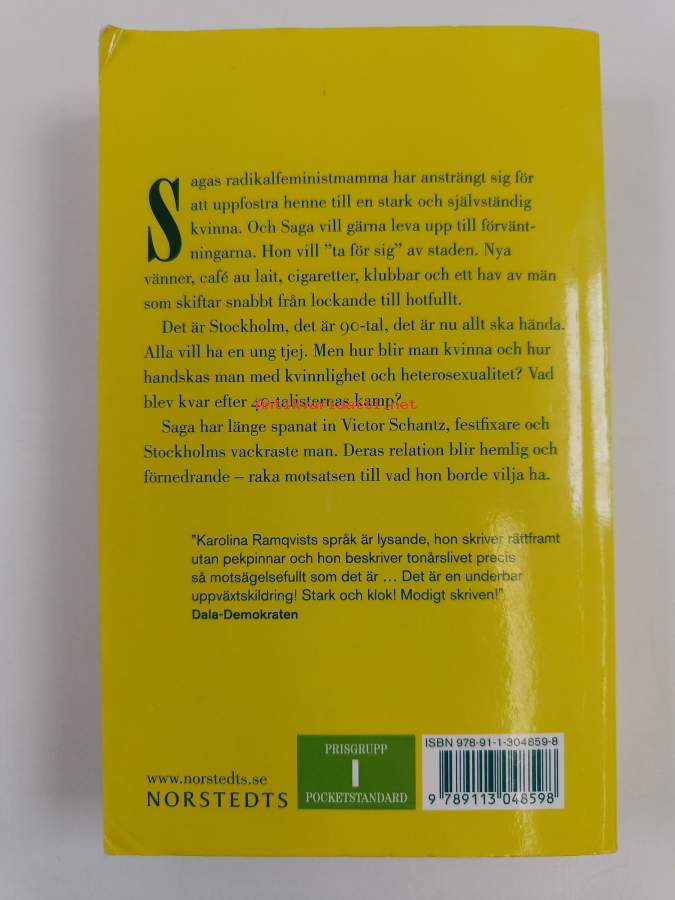 Sagas radikalfeministmamma har ansträngt sig för
att uppfostra henne till en stark och självständig
kvinna. Och Saga vill gärna leva upp till förvänt-
ningarna. Hon vill ”ta för sig” av staden. Nya
vänner, café au lait, cigaretter, klubbar och ett hav av män
som skiftar snabbt från lockande till hotfullt.
Det är Stockholm, det är 90-tal, det är nu allt ska hända.
Alla vill ha en ung tjej. Men hur blir man kvinna och hur
handskas man med kvinnlighet och heterosexualitet? Vad
blev kvar efter 40-talisternas kamp?
Antikvariaatti.net
Saga har länge spanat in Victor Schantz, festfixare och
Stockholms vackraste man. Deras relation blir hemlig och
förnedrande – raka motsatsen till vad hon borde vilja ha.
”Karolina Ramqvists språk är lysande, hon skriver rättframt
utan pekpinnar och hon beskriver tonårslivet precis
så motsägelsefullt som det är … Det är en underbar
uppväxtskildring! Stark och klok! Modigt skriven!”
Dala-Demokraten
www.norstedts.se
NORSTEDTS
PRISGRUPP
I
POCKETSTANDARD
ISBN 978-91-1-304859-8
9 789113 048598